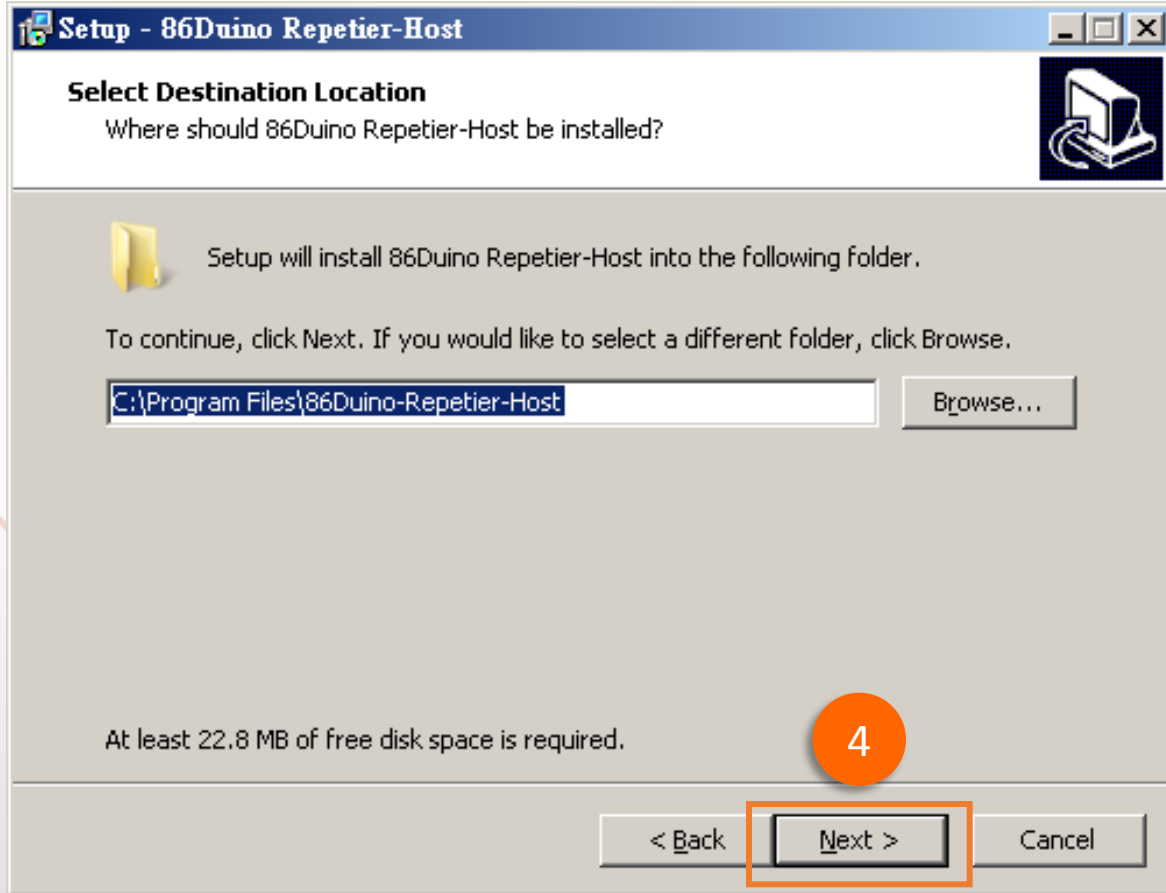 Setup - 86Duino Repetier-Host
Select Destination Location
Where should 86Duino Repetier-Host be installed?
Setup will install 86Duino Repetier-Host into the following folder.
To continue, click Next. If you would like to select a different folder, click Browse.
C:\Program Files\86Duino-Repetier-Host
Browse...
At least 22.8 MB of free disk space is required.
4
< Back
Next >
Cancel